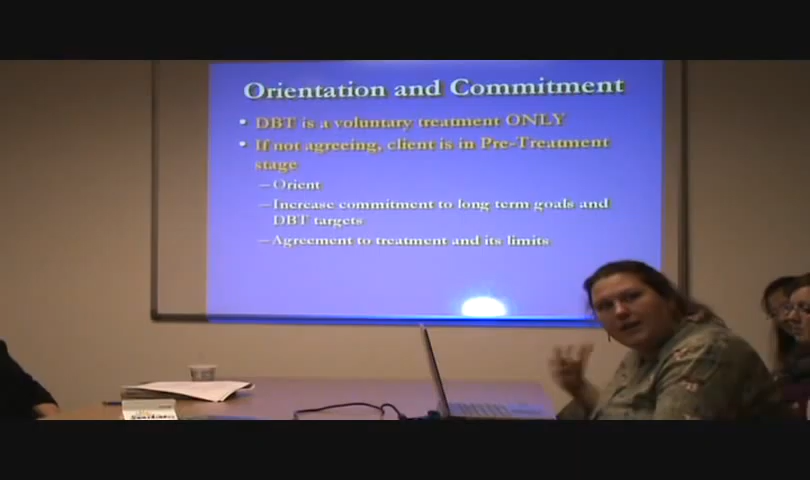 Orientation and Commitment
• DBT is a voluntary treatment ONLY
• If not agreeing, client is in Pre-Treatment
stage
–Orient
–Increase commitment to long term goals and
DBT targets
–Agreement to treatment and its limits